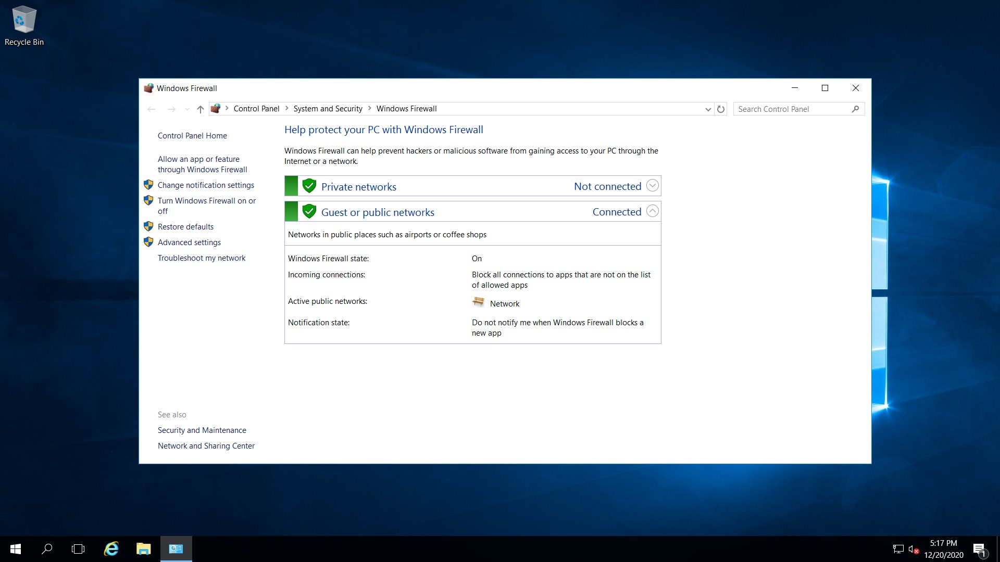 Recycle Bin
Windows Firewall
Control Panel > System and Security > Windows Firewall
Search Control Panel
Control Panel Home
Allow an app or feature
through Windows Firewall
Change notification settings
Turn Windows Firewall on or
off
Restore defaults
Advanced settings
Troubleshoot my network
See also
Security and Maintenance
Network and Sharing Center
Help protect your PC with Windows Firewall
Windows Firewall can help prevent hackers or malicious software from gaining access to your PC through the
Internet or a network.
Private networks Not connected
Guest or public networks Connected
Networks in public places such as airports or coffee shops
Windows Firewall state: On
Incoming connections: Block all connections to apps that are not on the list
of allowed apps
Active public networks: Network
Notification state: Do not notify me when Windows Firewall blocks a
new app
5:17 PM
12/20/2020
1